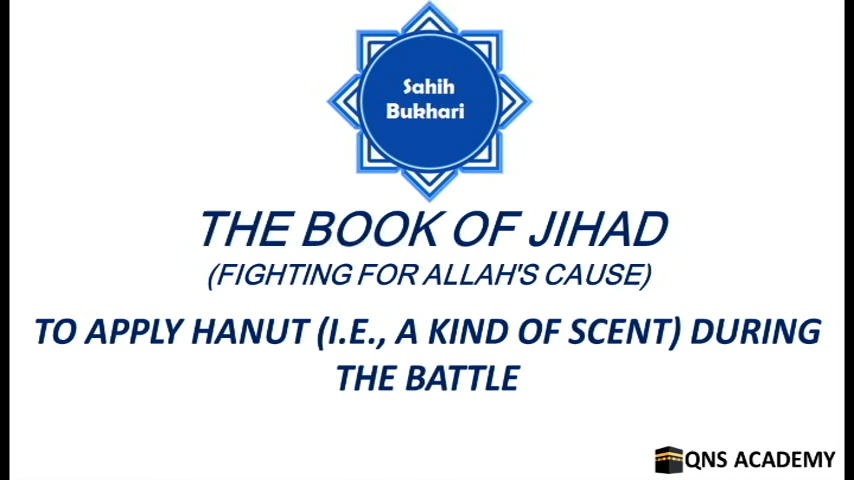 Sahih
Bukhari
THE BOOK OF JIHAD
(FIGHTING FOR ALLAH'S CAUSE)
TO APPLY HANUT (I.E., A KIND OF SCENT) DURING
THE BATTLE
QNS ACADEMY